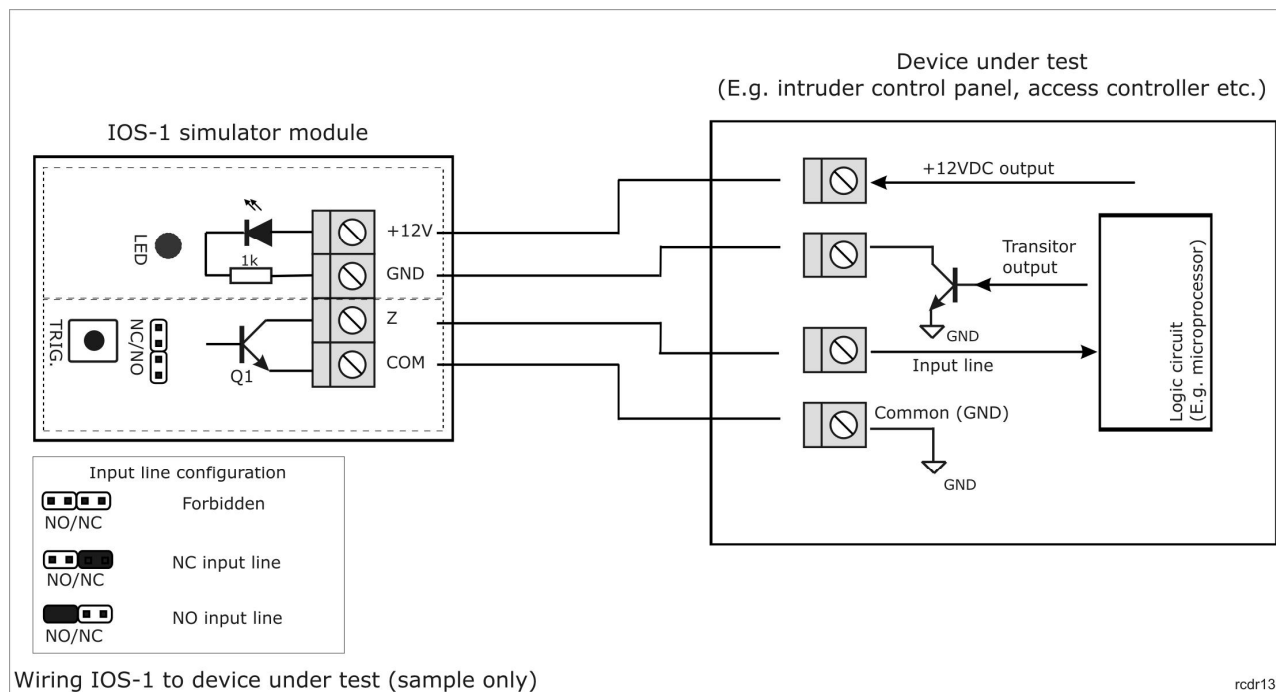 Device under test
(E.g. intruder control panel, access controller etc.)
IOS-1 simulator module
+12VDC output
LED
1k
+12V
GND
Transitor
output
GND
TRIG.
NC/NO
Q1
Z
COM
Input line
Common (GND)
GND
Logic circuit
(E.g. microprocessor)
Input line configuration
Forbidden
NO/NC
NC input line
NO/NC
NO input line
NO/NC
Wiring IOS-1 to device under test (sample only)
rcdr13